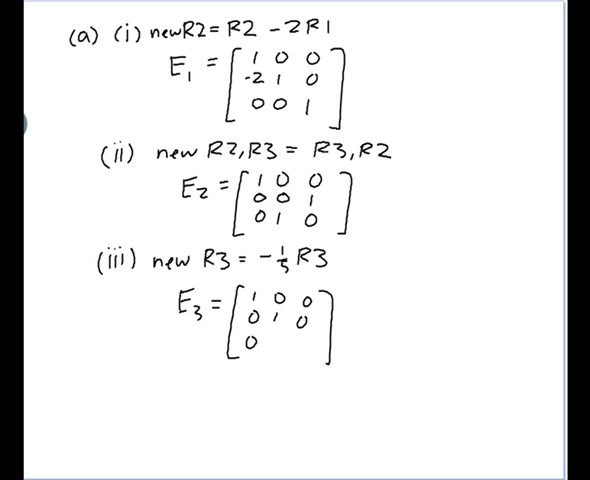 (a) (i) new R2 = R2 - 2R1
E₁ = [ 1 0 0
-2 1 0
0 0 1 ]
(ii) new R2, R3 = R3, R2
E₂ = [ 1 0 0
0 0 1
0 1 0 ]
(iii) new R3 = - 1/5 R3
E₃ = [ 1 0 0
0 1 0
0 ]